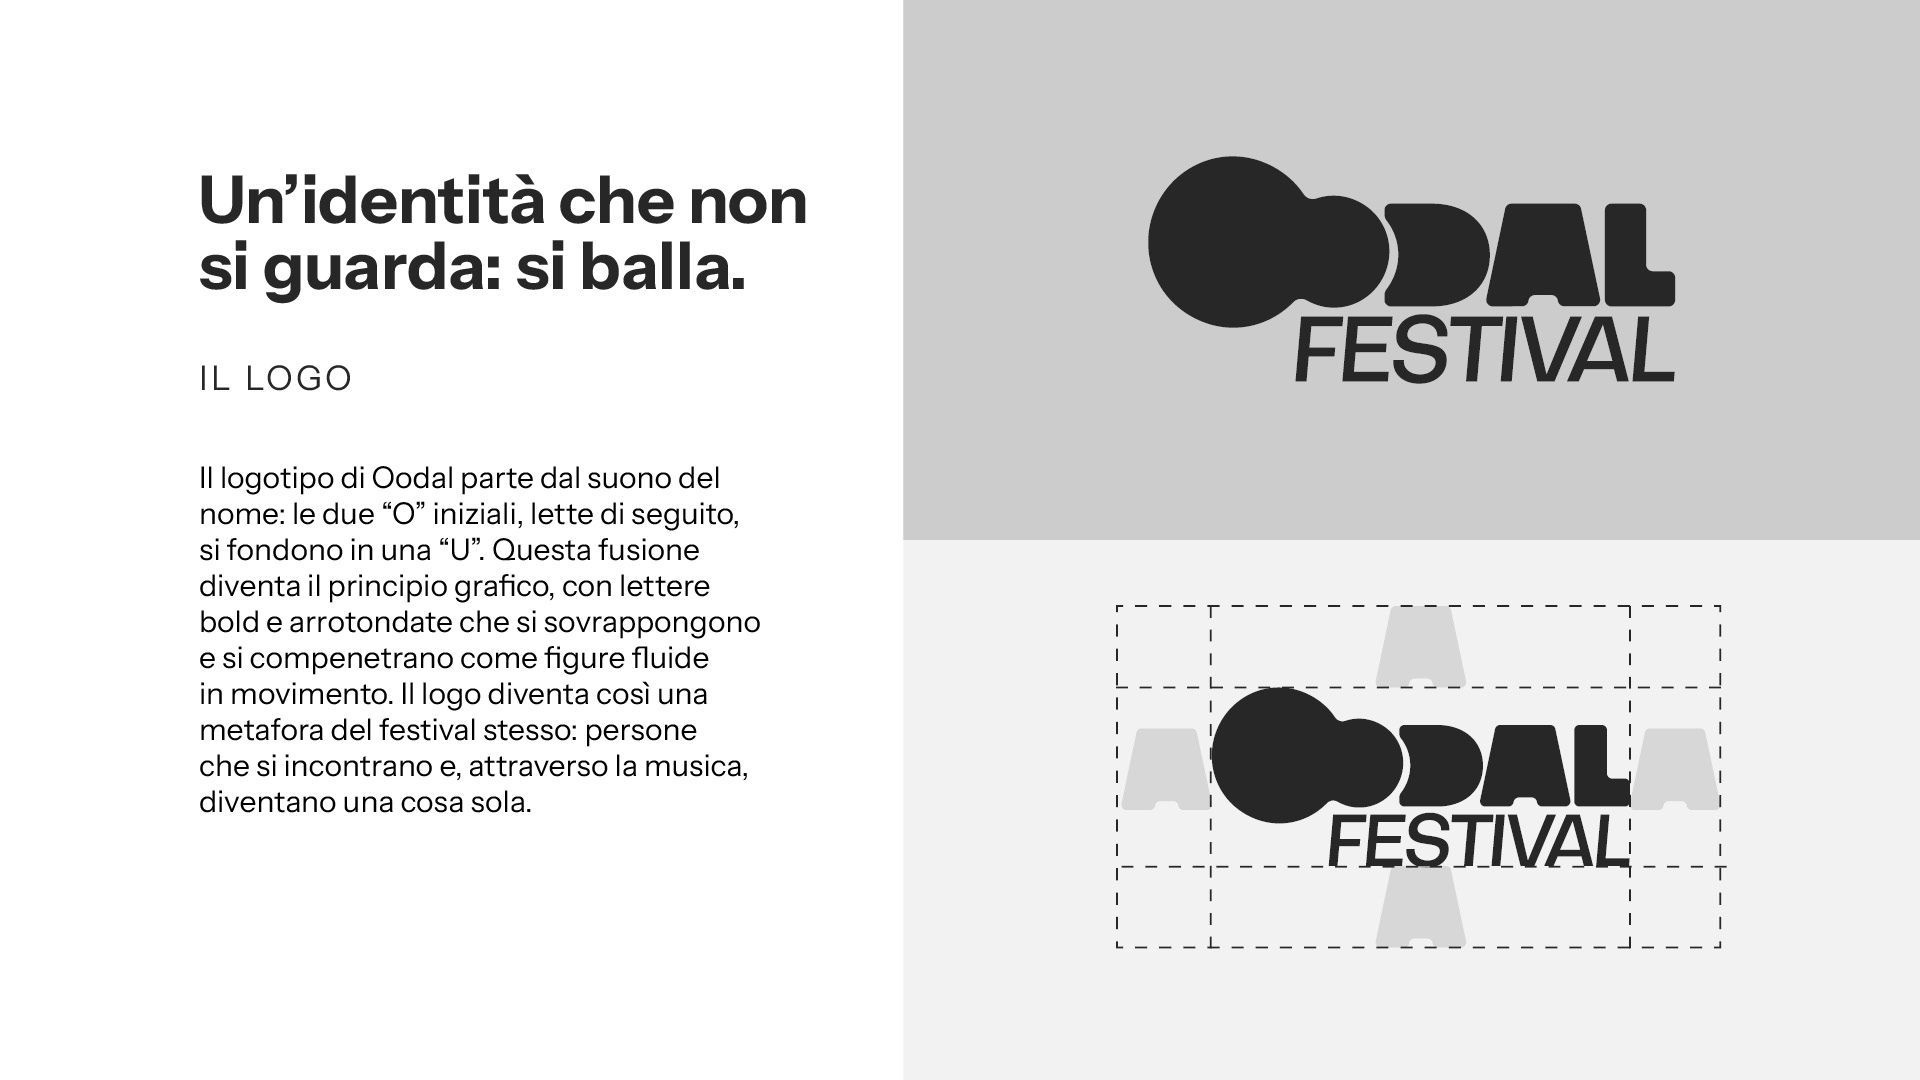 Un’identità che non
si guarda: si balla.
IL LOGO
Il logotipo di Oodal parte dal suono del
nome: le due “O” iniziali, lette di seguito,
si fondono in una “U”. Questa fusione
diventa il principio grafico, con lettere
bold e arrotondate che si sovrappongono
e si compenetrano come figure fluide
in movimento. Il logo diventa così una
metafora del festival stesso: persone
che si incontrano e, attraverso la musica,
diventano una cosa sola.
OODAL
FESTIVAL
A
A OODAL A
FESTIVAL
A